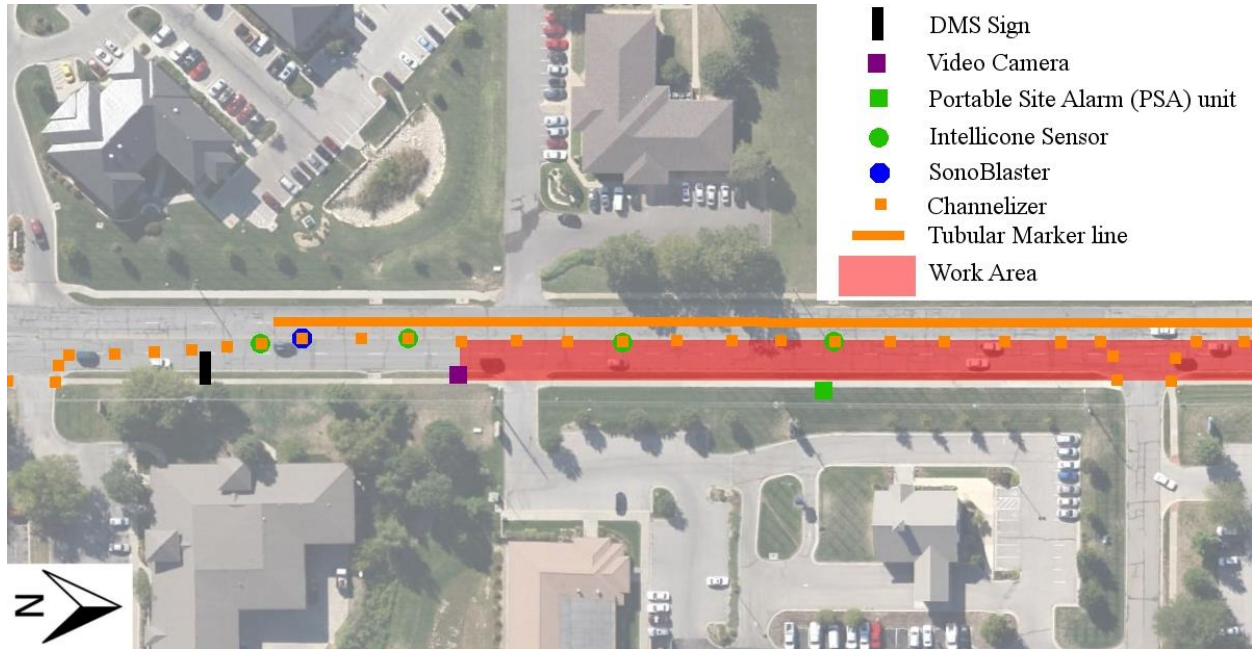 DMS Sign
Video Camera
Portable Site Alarm (PSA) unit
Intellicone Sensor
SonoBlaster
Channelizer
Tubular Marker line
Work Area
N